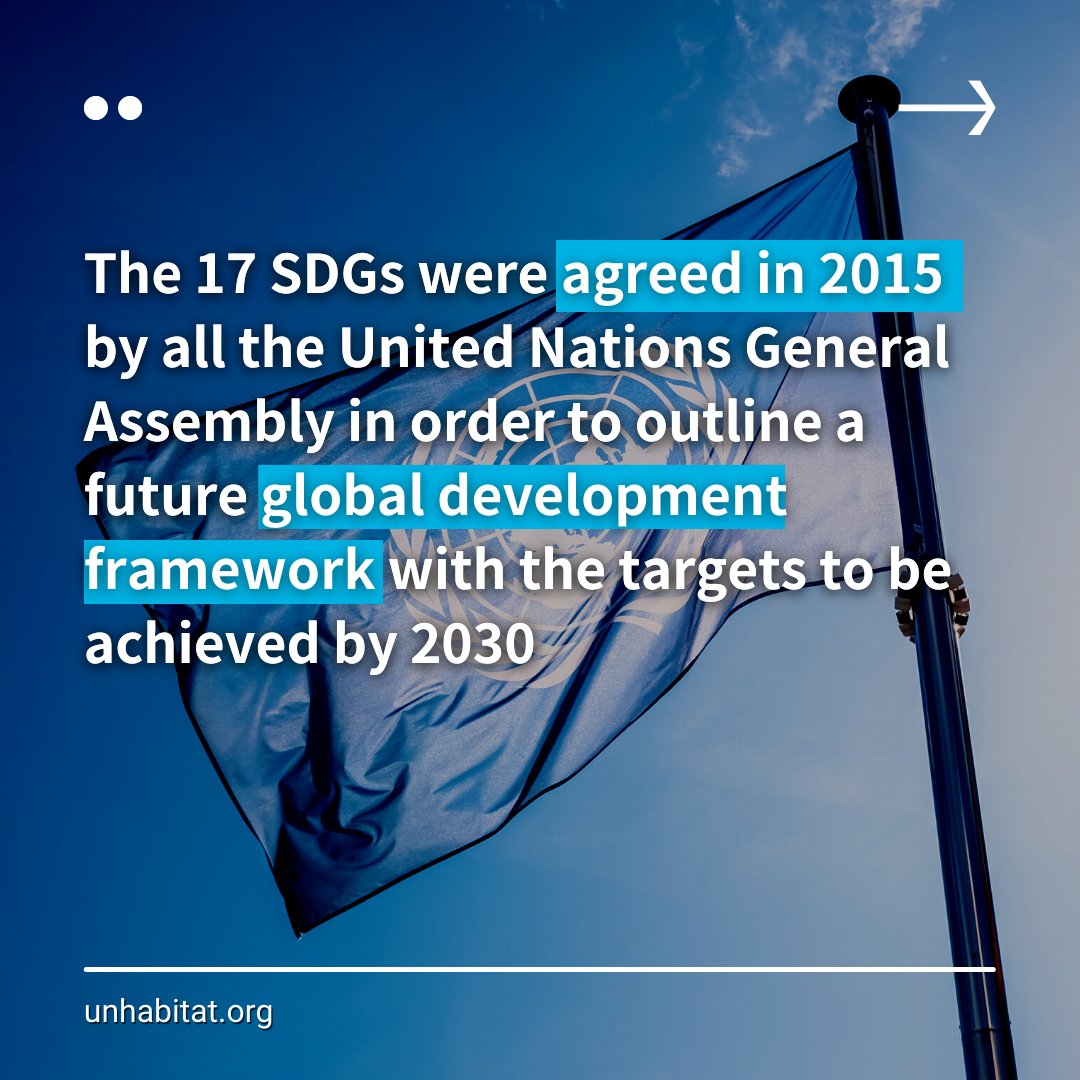 The 17 SDGs were agreed in 2015
by all the United Nations General
Assembly in order to outline a
future global development
framework with the targets to be
achieved by 2030
unhabitat.org